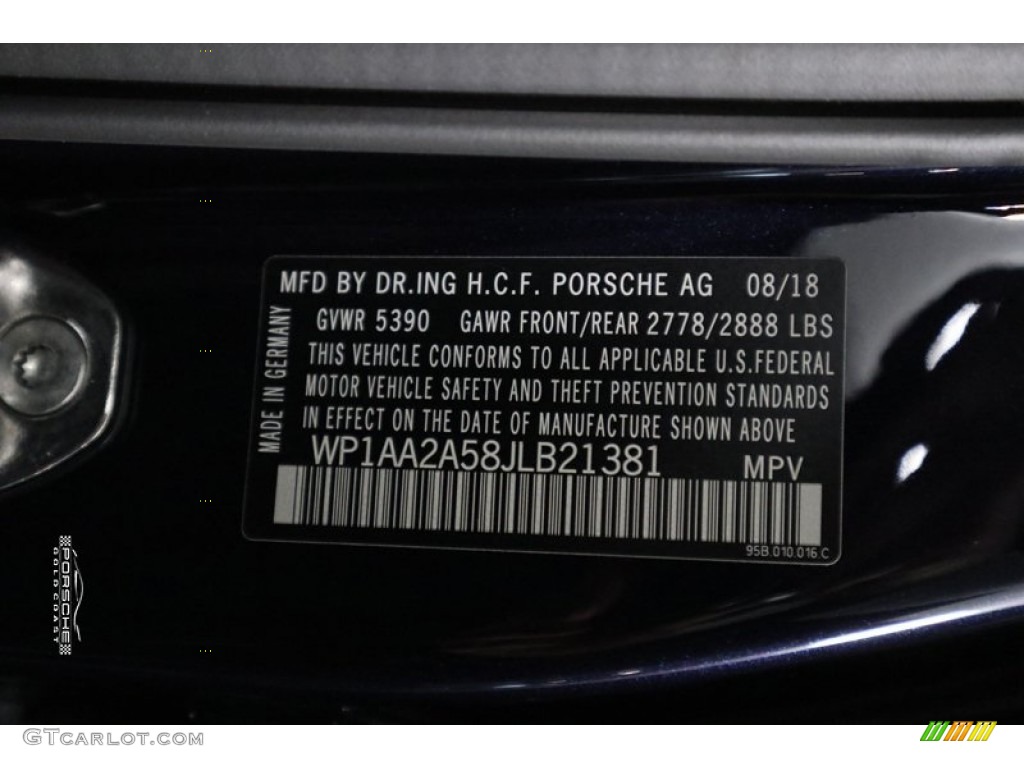 MFD BY DR.ING H.C.F. PORSCHE AG 08/18
GVWR 5390 GAWR FRONT/REAR 2778/2888 LBS
THIS VEHICLE CONFORMS TO ALL APPLICABLE U.S.FEDERAL
MOTOR VEHICLE SAFETY AND THEFT PREVENTION STANDARDS
IN EFFECT ON THE DATE OF MANUFACTURE SHOWN ABOVE
WP1AA2A58JLB21381 MPV
95B.010.016.C
MADE IN GERMANY
PORSCHE
GOLD COAST
GTCARLOT.COM